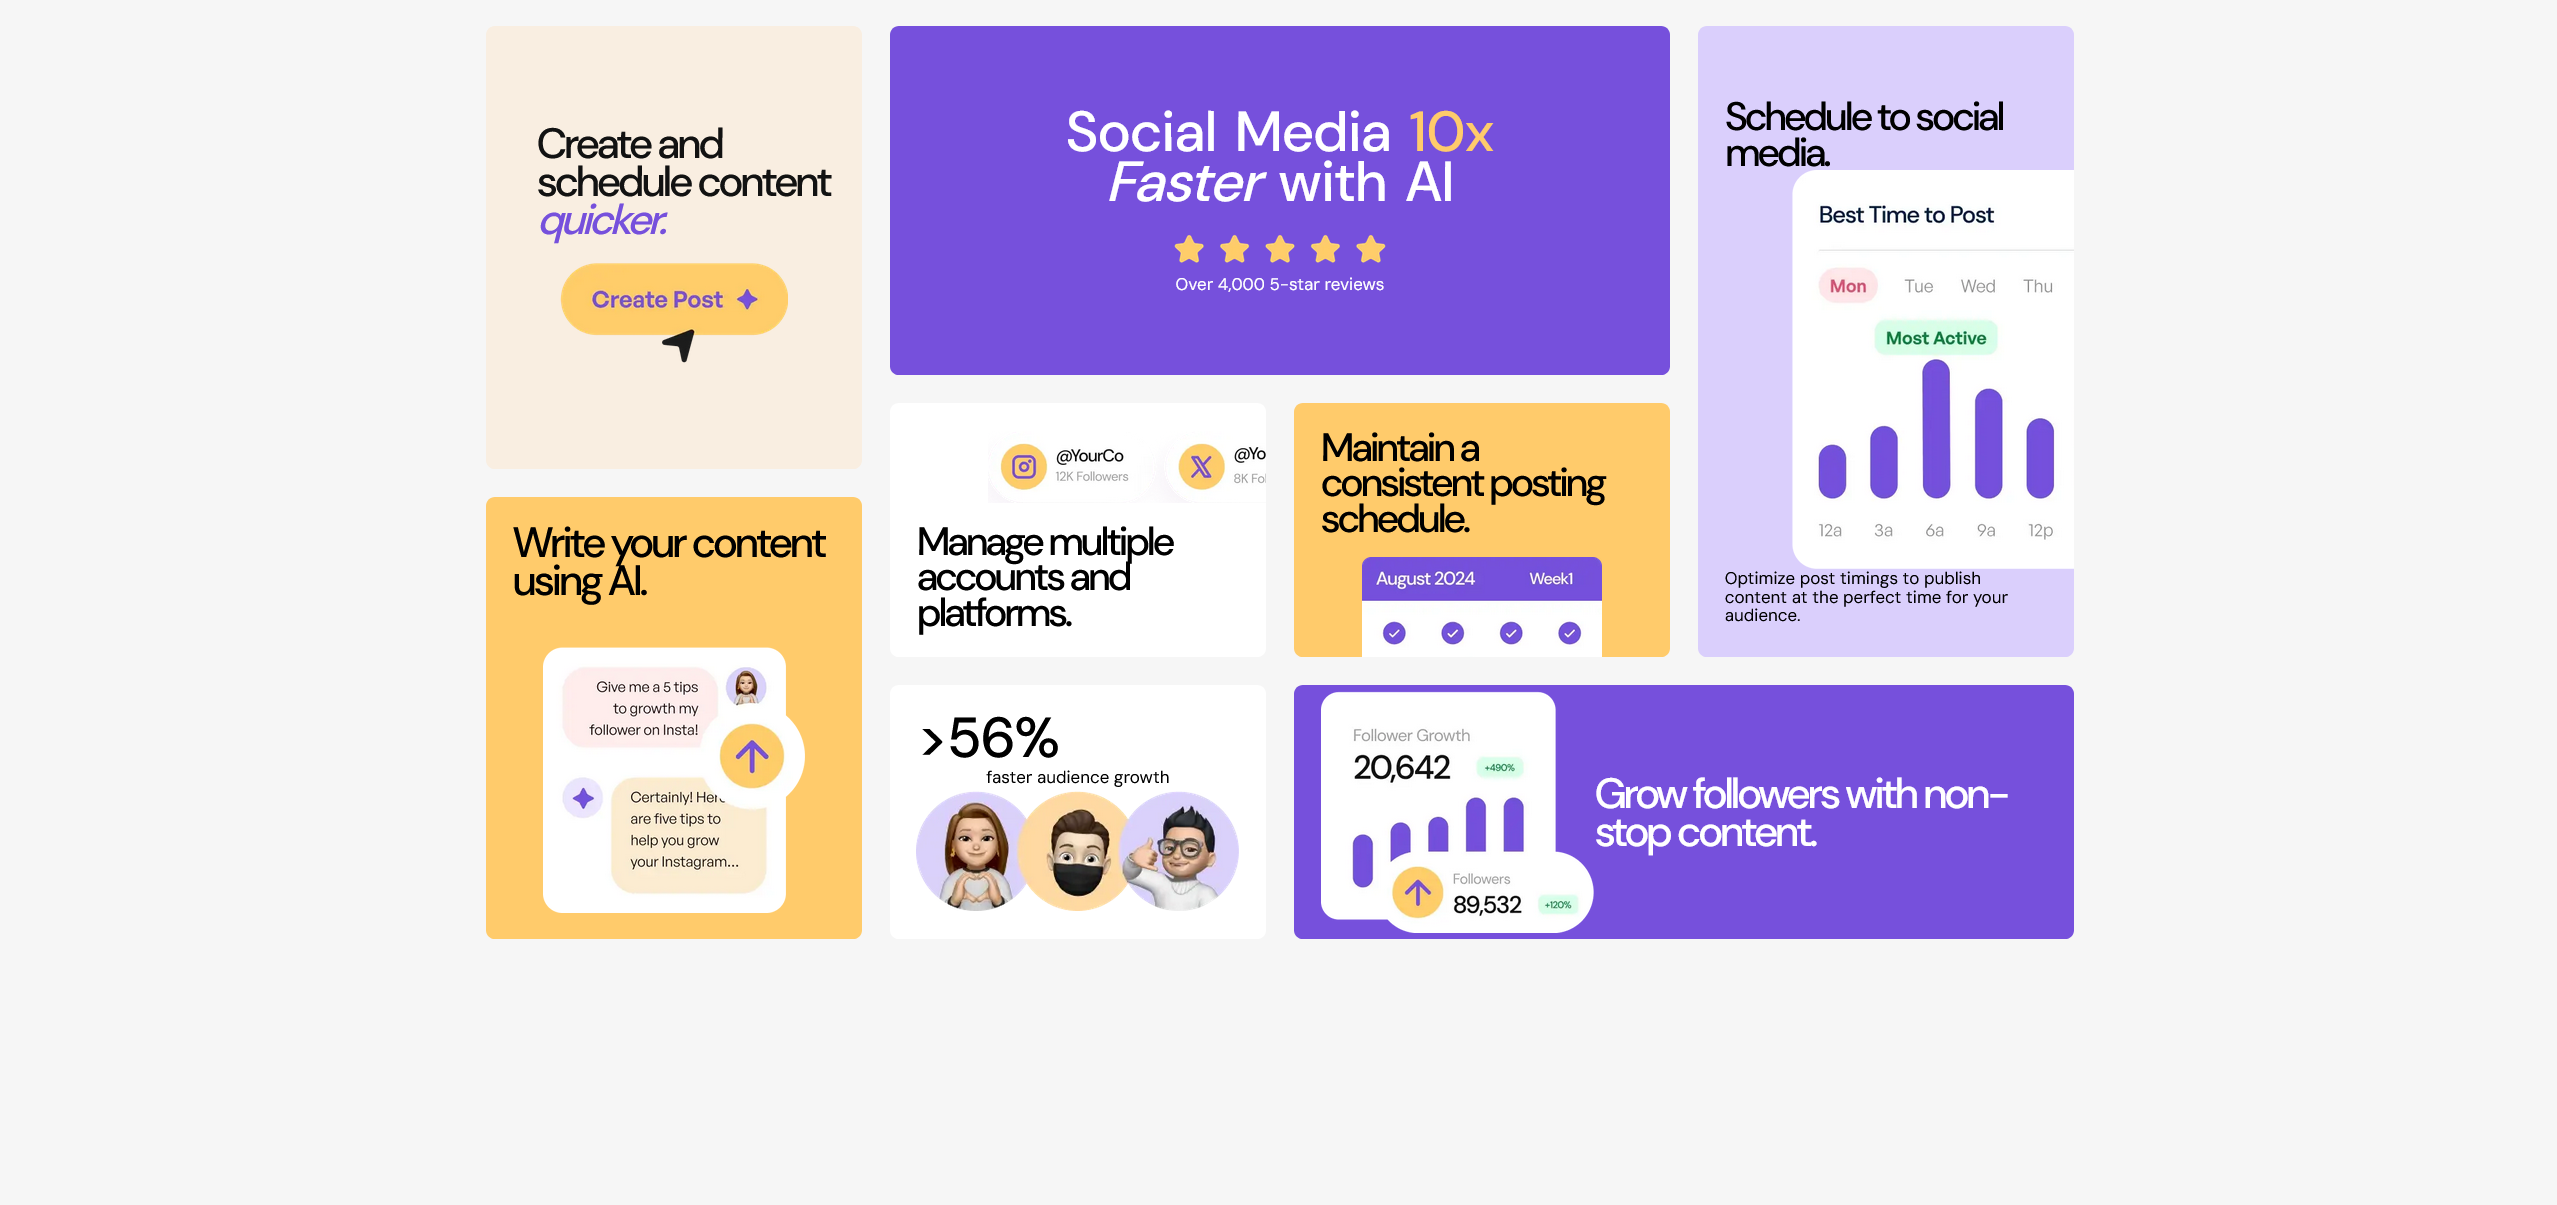 Create and
schedule content
quicker.
Create Post
Social Media 10x
Faster with AI
Over 4,000 5-star reviews
Schedule to social
media.
Best Time to Post
Mon Tue Wed Thu
Most Active
12a 3a 6a 9a 12p
Optimize post timings to publish
content at the perfect time for your
audience.
Write your content
using AI.
Give me a 5 tips
to growth my
follower on Insta!
Certainly! Here
are five tips to
help you grow
your Instagram...
@YourCo
12K Followers
@Yo
8K Fol
Manage multiple
accounts and
platforms.
Maintain a
consistent posting
schedule.
August 2024 Week1
>56%
faster audience growth
Follower Growth
20,642 +490%
Followers
89,532 +120%
Grow followers with non-
stop content.